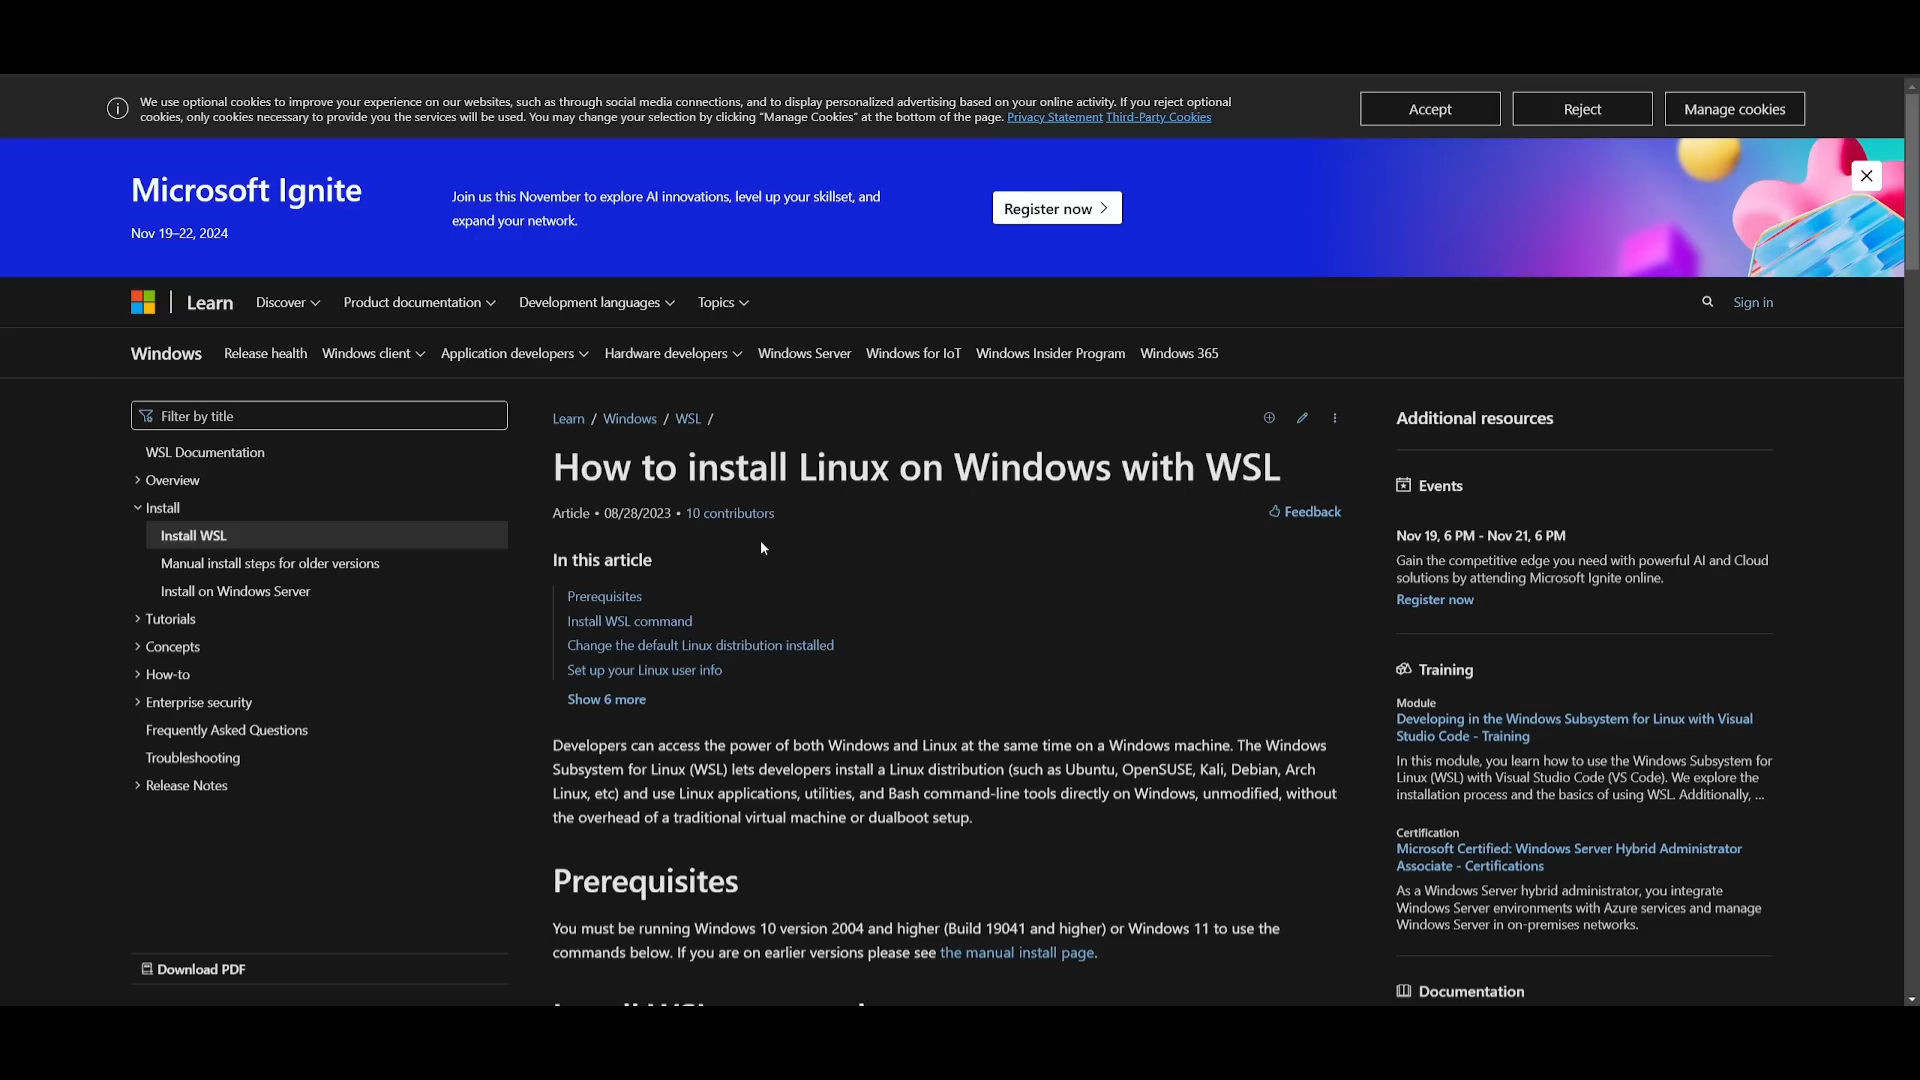 We use optional cookies to improve your experience on our websites, such as through social media connections, and to display personalized advertising based on your online activity. If you reject optional
cookies, only cookies necessary to provide you the services will be used. You may change your selection by clicking "Manage Cookies" at the bottom of the page. Privacy Statement Third-Party Cookies
Accept
Reject
Manage cookies
Microsoft Ignite
Nov 19–22, 2024
Join us this November to explore AI innovations, level up your skillset, and
expand your network.
Register now
Learn
Discover
Product documentation
Development languages
Topics
Sign in
Windows
Release health
Windows client
Application developers
Hardware developers
Windows Server
Windows for IoT
Windows Insider Program
Windows 365
Filter by title
WSL Documentation
Overview
Install
Install WSL
Manual install steps for older versions
Install on Windows Server
Tutorials
Concepts
How-to
Enterprise security
Frequently Asked Questions
Troubleshooting
Release Notes
Download PDF
Learn / Windows / WSL /
How to install Linux on Windows with WSL
Article • 08/28/2023 • 10 contributors
Feedback
In this article
Prerequisites
Install WSL command
Change the default Linux distribution installed
Set up your Linux user info
Show 6 more
Developers can access the power of both Windows and Linux at the same time on a Windows machine. The Windows
Subsystem for Linux (WSL) lets developers install a Linux distribution (such as Ubuntu, OpenSUSE, Kali, Debian, Arch
Linux, etc) and use Linux applications, utilities, and Bash command-line tools directly on Windows, unmodified, without
the overhead of a traditional virtual machine or dualboot setup.
Prerequisites
You must be running Windows 10 version 2004 and higher (Build 19041 and higher) or Windows 11 to use the
commands below. If you are on earlier versions please see the manual install page.
Additional resources
Events
Nov 19, 6 PM - Nov 21, 6 PM
Gain the competitive edge you need with powerful AI and Cloud
solutions by attending Microsoft Ignite online.
Register now
Training
Module
Developing in the Windows Subsystem for Linux with Visual
Studio Code - Training
In this module, you learn how to use the Windows Subsystem for
Linux (WSL) with Visual Studio Code (VS Code). We explore the
installation process and the basics of using WSL. Additionally, ...
Certification
Microsoft Certified: Windows Server Hybrid Administrator
Associate - Certifications
As a Windows Server hybrid administrator, you integrate
Windows Server environments with Azure services and manage
Windows Server in on-premises networks.
Documentation